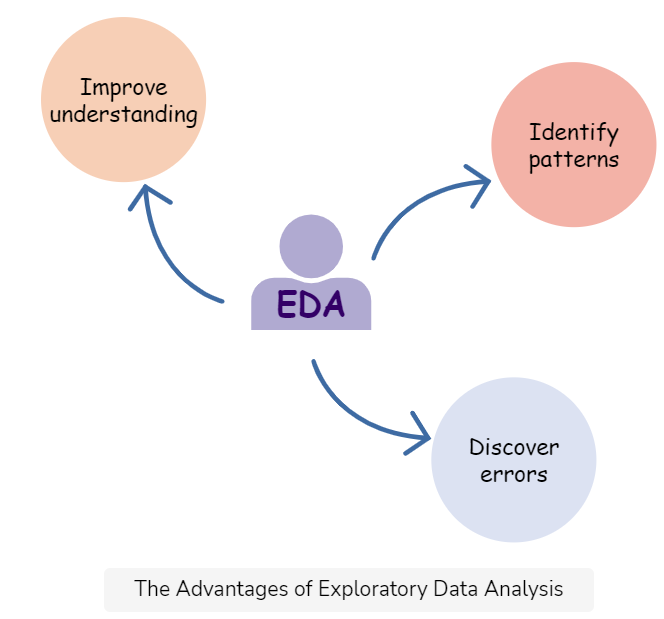 Improve
understanding
Identify
patterns
EDA
Discover
errors
The Advantages of Exploratory Data Analysis